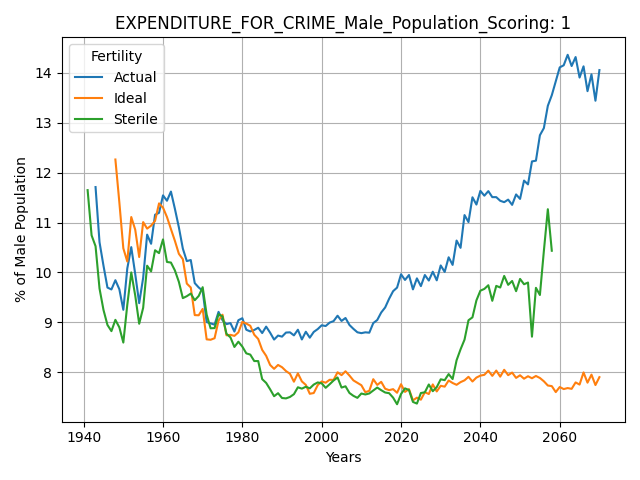 EXPENDITURE_FOR_CRIME_Male_Population_Scoring: 1
Fertility
Actual
Ideal
Sterile
% of Male Population
14
13
12
11
10
9
8
1940
1960
1980
2000
2020
2040
2060
Years